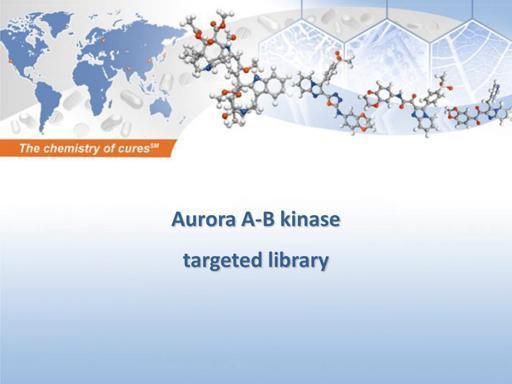 The chemistry of cures℠
Aurora A-B kinase
targeted library